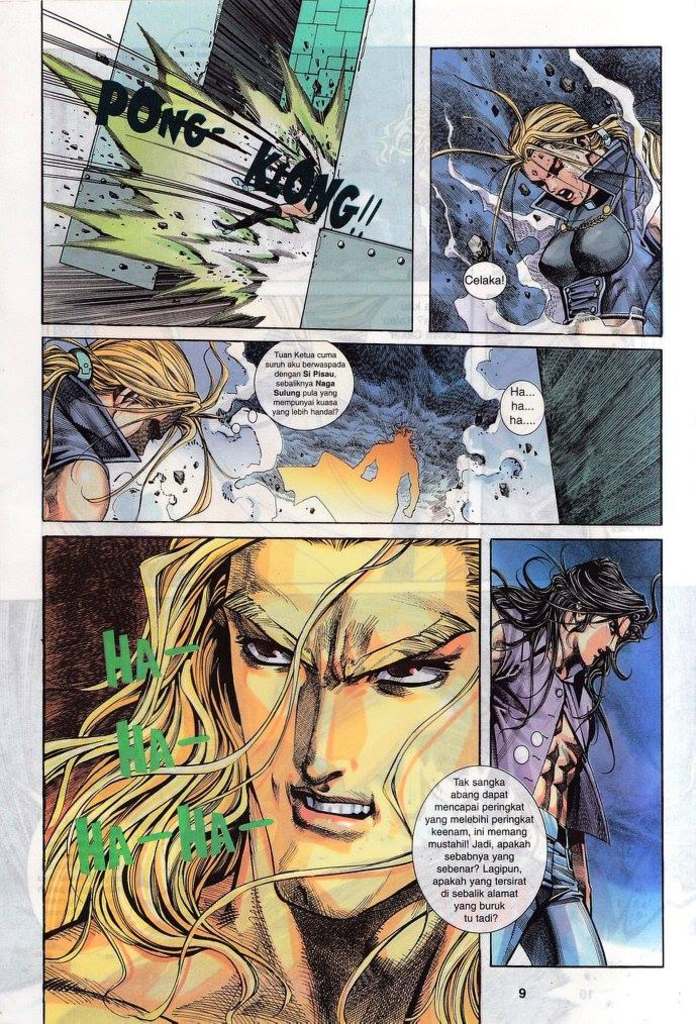 PONG-
KLONG!!
Celaka!
Tuan Ketua cuma
suruh aku berwaspada
dengan Si Pisau,
sebaliknya Naga
Sulung pula yang
mempunyai kuasa
yang lebih handal?
Ha...
ha...
ha....
HA-
HA-
HA-HA-
Tak sangka
abang dapat
mencapai peringkat
yang melebihi peringkat
keenam, ini memang
mustahil! Jadi, apakah
sebabnya yang
sebenar? Lagipun,
apakah yang tersirat
di sebalik alamat
yang buruk
tu tadi?
9